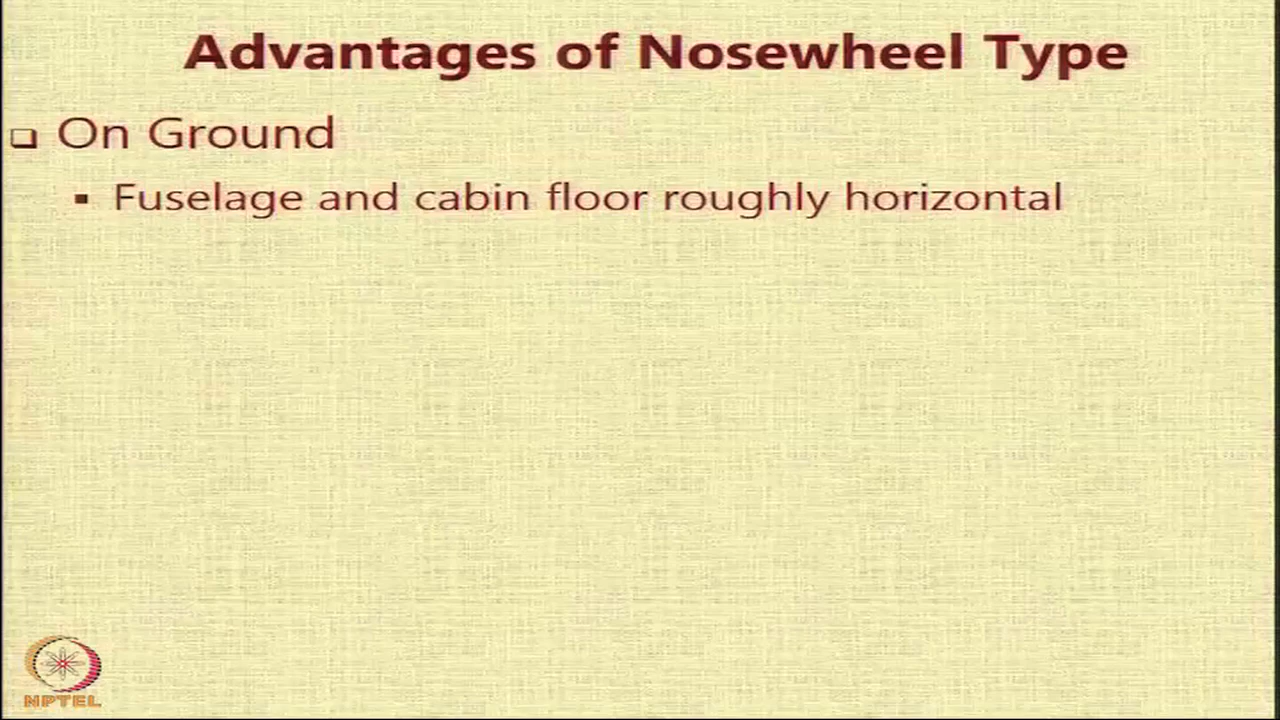 Advantages of Nosewheel Type
On Ground
Fuselage and cabin floor roughly horizontal
NPTEL